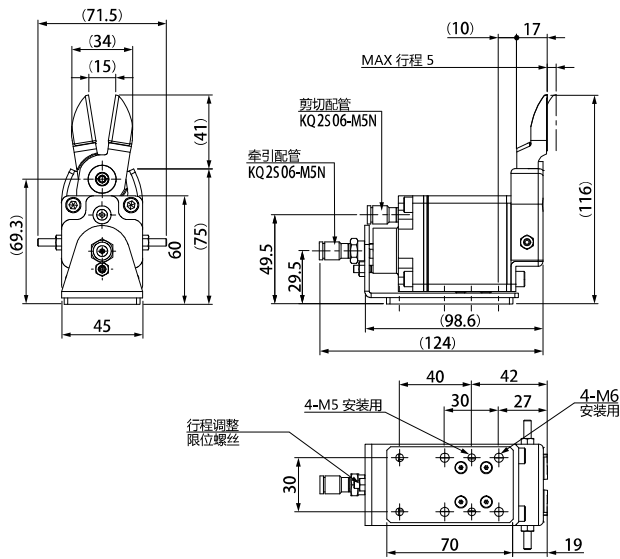 (71.5)
(34)
(15)
(41)
(69.3)
60
(75)
45
(10)
17
MAX 行程 5
剪切配管
KQ2S06-M5N
牵引配管
KQ2S06-M5N
49.5
29.5
(116)
(98.6)
(124)
40
42
30
27
4-M5 安装用
4-M6
安装用
行程调整
限位螺丝
30
70
19